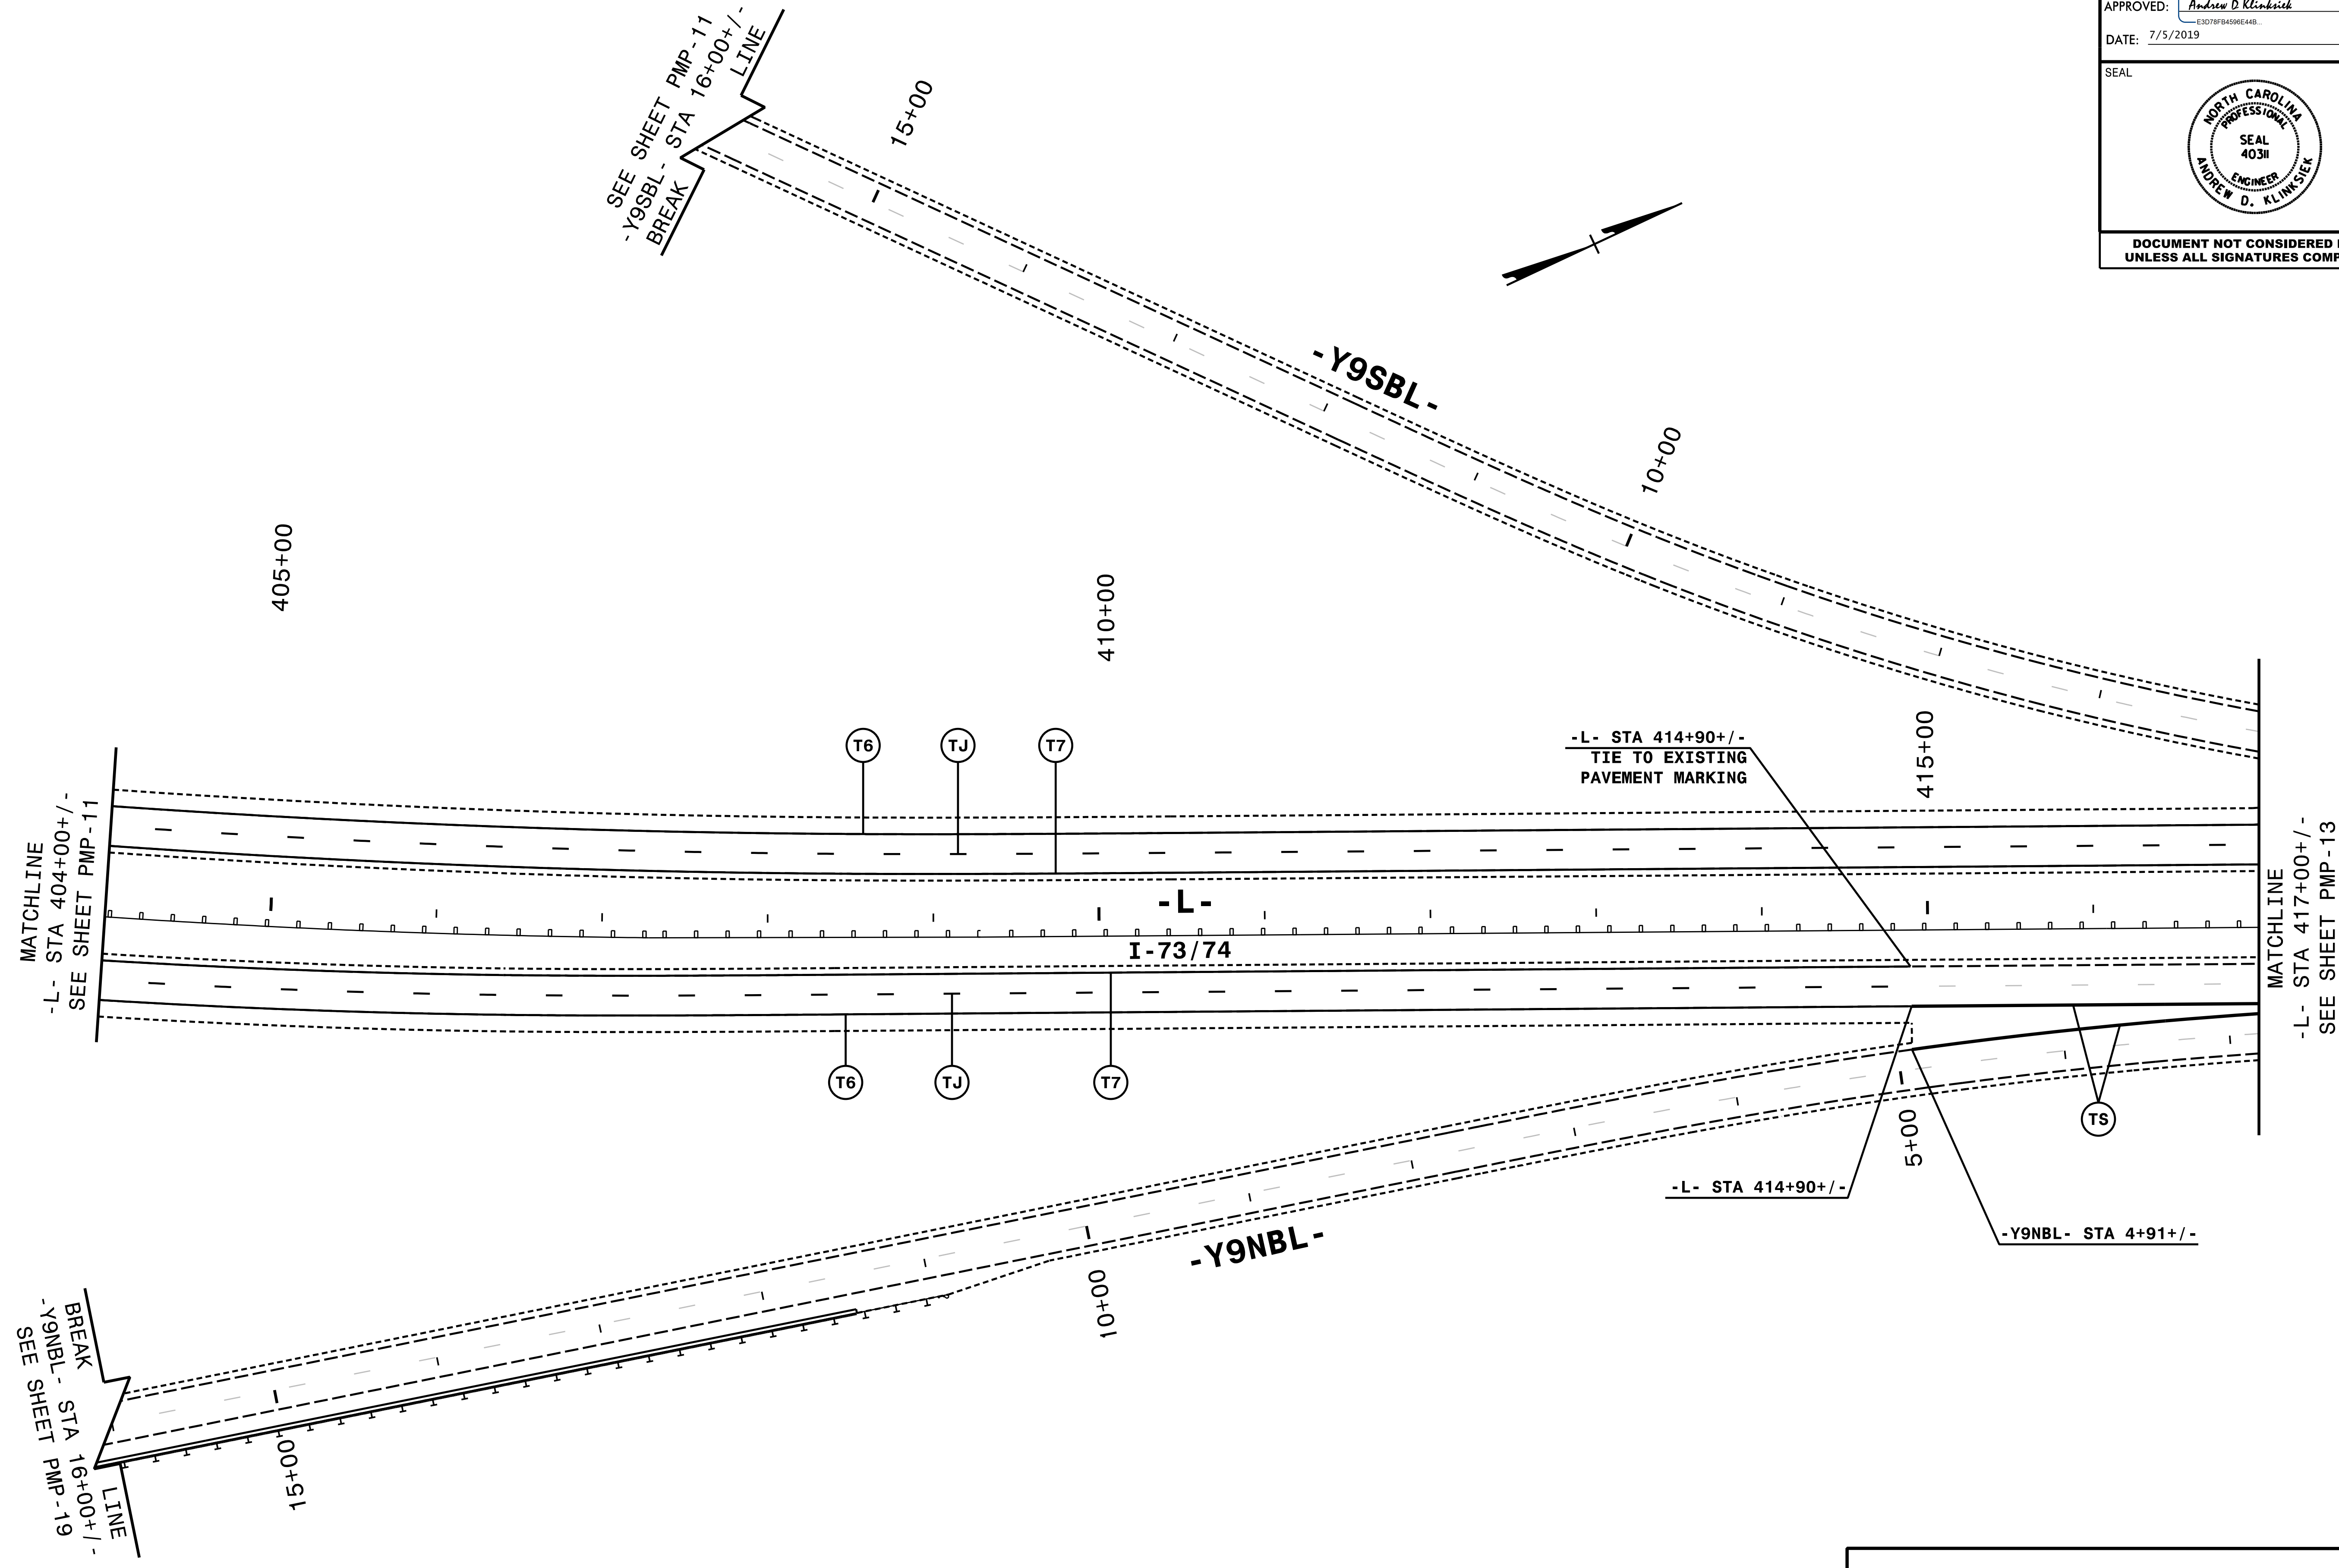 APPROVED: Andrew D. Klinksiek
E3D78FB4596E44B...
DATE: 7/5/2019
SEAL
NORTH CAROLINA
PROFESSIONAL
SEAL
40311
ENGINEER
ANDREW D. KLINKSIEK
DOCUMENT NOT CONSIDERED
UNLESS ALL SIGNATURES
SEE SHEET PMP-11
-Y9SBL- STA 16+00+/-
BREAK LINE
15+00
-Y9SBL-
10+00
405+00
410+00
415+00
T6
TJ
T7
-L- STA 414+90+/-
TIE TO EXISTING
PAVEMENT MARKING
MATCHLINE
-L- STA 404+00+/-
SEE SHEET PMP-11
-L-
I-73/74
MATCHLINE
-L- STA 417+00+/-
SEE SHEET PMP-13
T6
TJ
T7
TS
5+00
-L- STA 414+90+/-
-Y9NBL- STA 4+91+/-
-Y9NBL-
10+00
15+00
BREAK LINE
-Y9NBL- STA 16+00+/-
SEE SHEET PMP-19